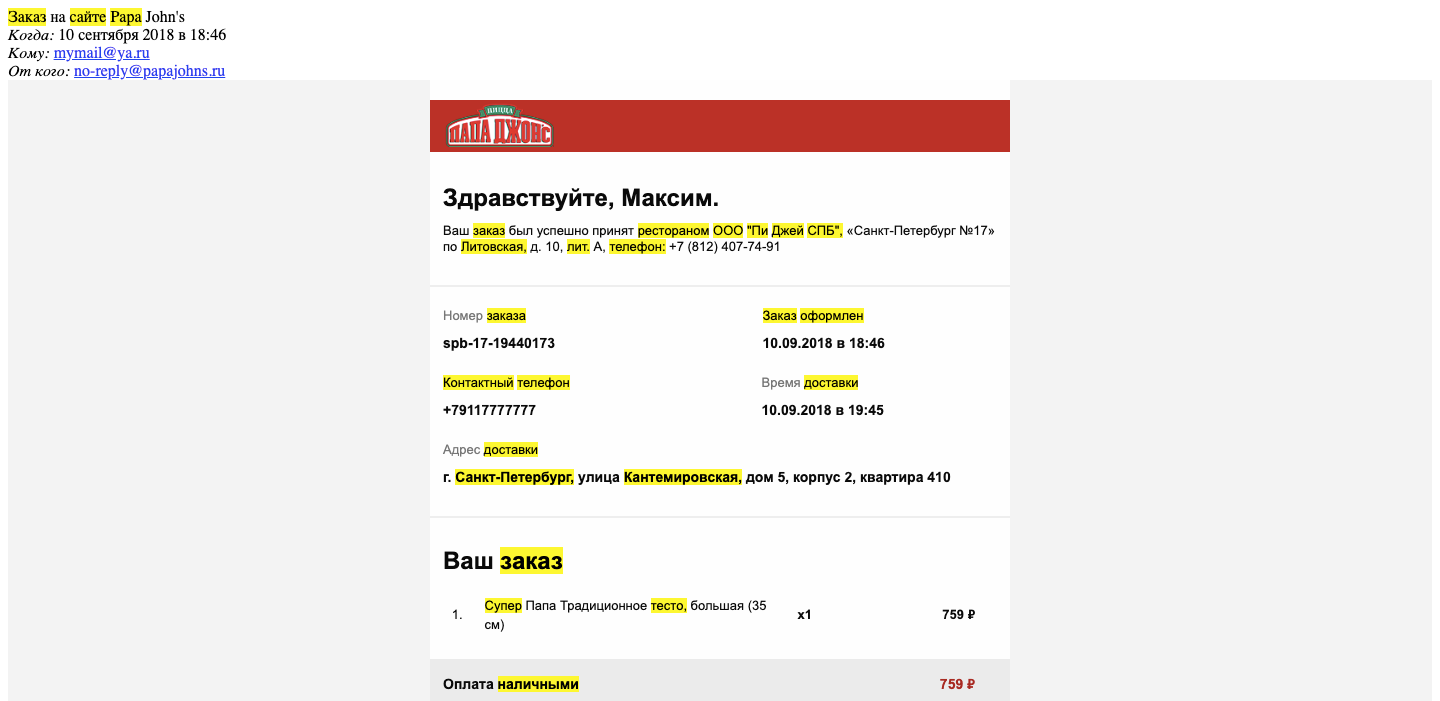 Заказ на сайте Papa John's
Когда: 10 сентября 2018 в 18:46
Кому: mymail@ya.ru
От кого: no-reply@papajohns.ru
ПИЦЦА
ПАПА ДЖОНС
Здравствуйте, Максим.
Ваш заказ был успешно принят рестораном ООО "Пи Джей СПБ", «Санкт-Петербург №17»
по Литовская, д. 10, лит. А, телефон: +7 (812) 407-74-91
Номер заказа
Заказ оформлен
spb-17-19440173
10.09.2018 в 18:46
Контактный телефон
Время доставки
+79117777777
10.09.2018 в 19:45
Адрес доставки
г. Санкт-Петербург, улица Кантемировская, дом 5, корпус 2, квартира 410
Ваш заказ
1. Супер Папа Традиционное тесто, большая (35
см)
x1
759 ₽
Оплата наличными
759 ₽